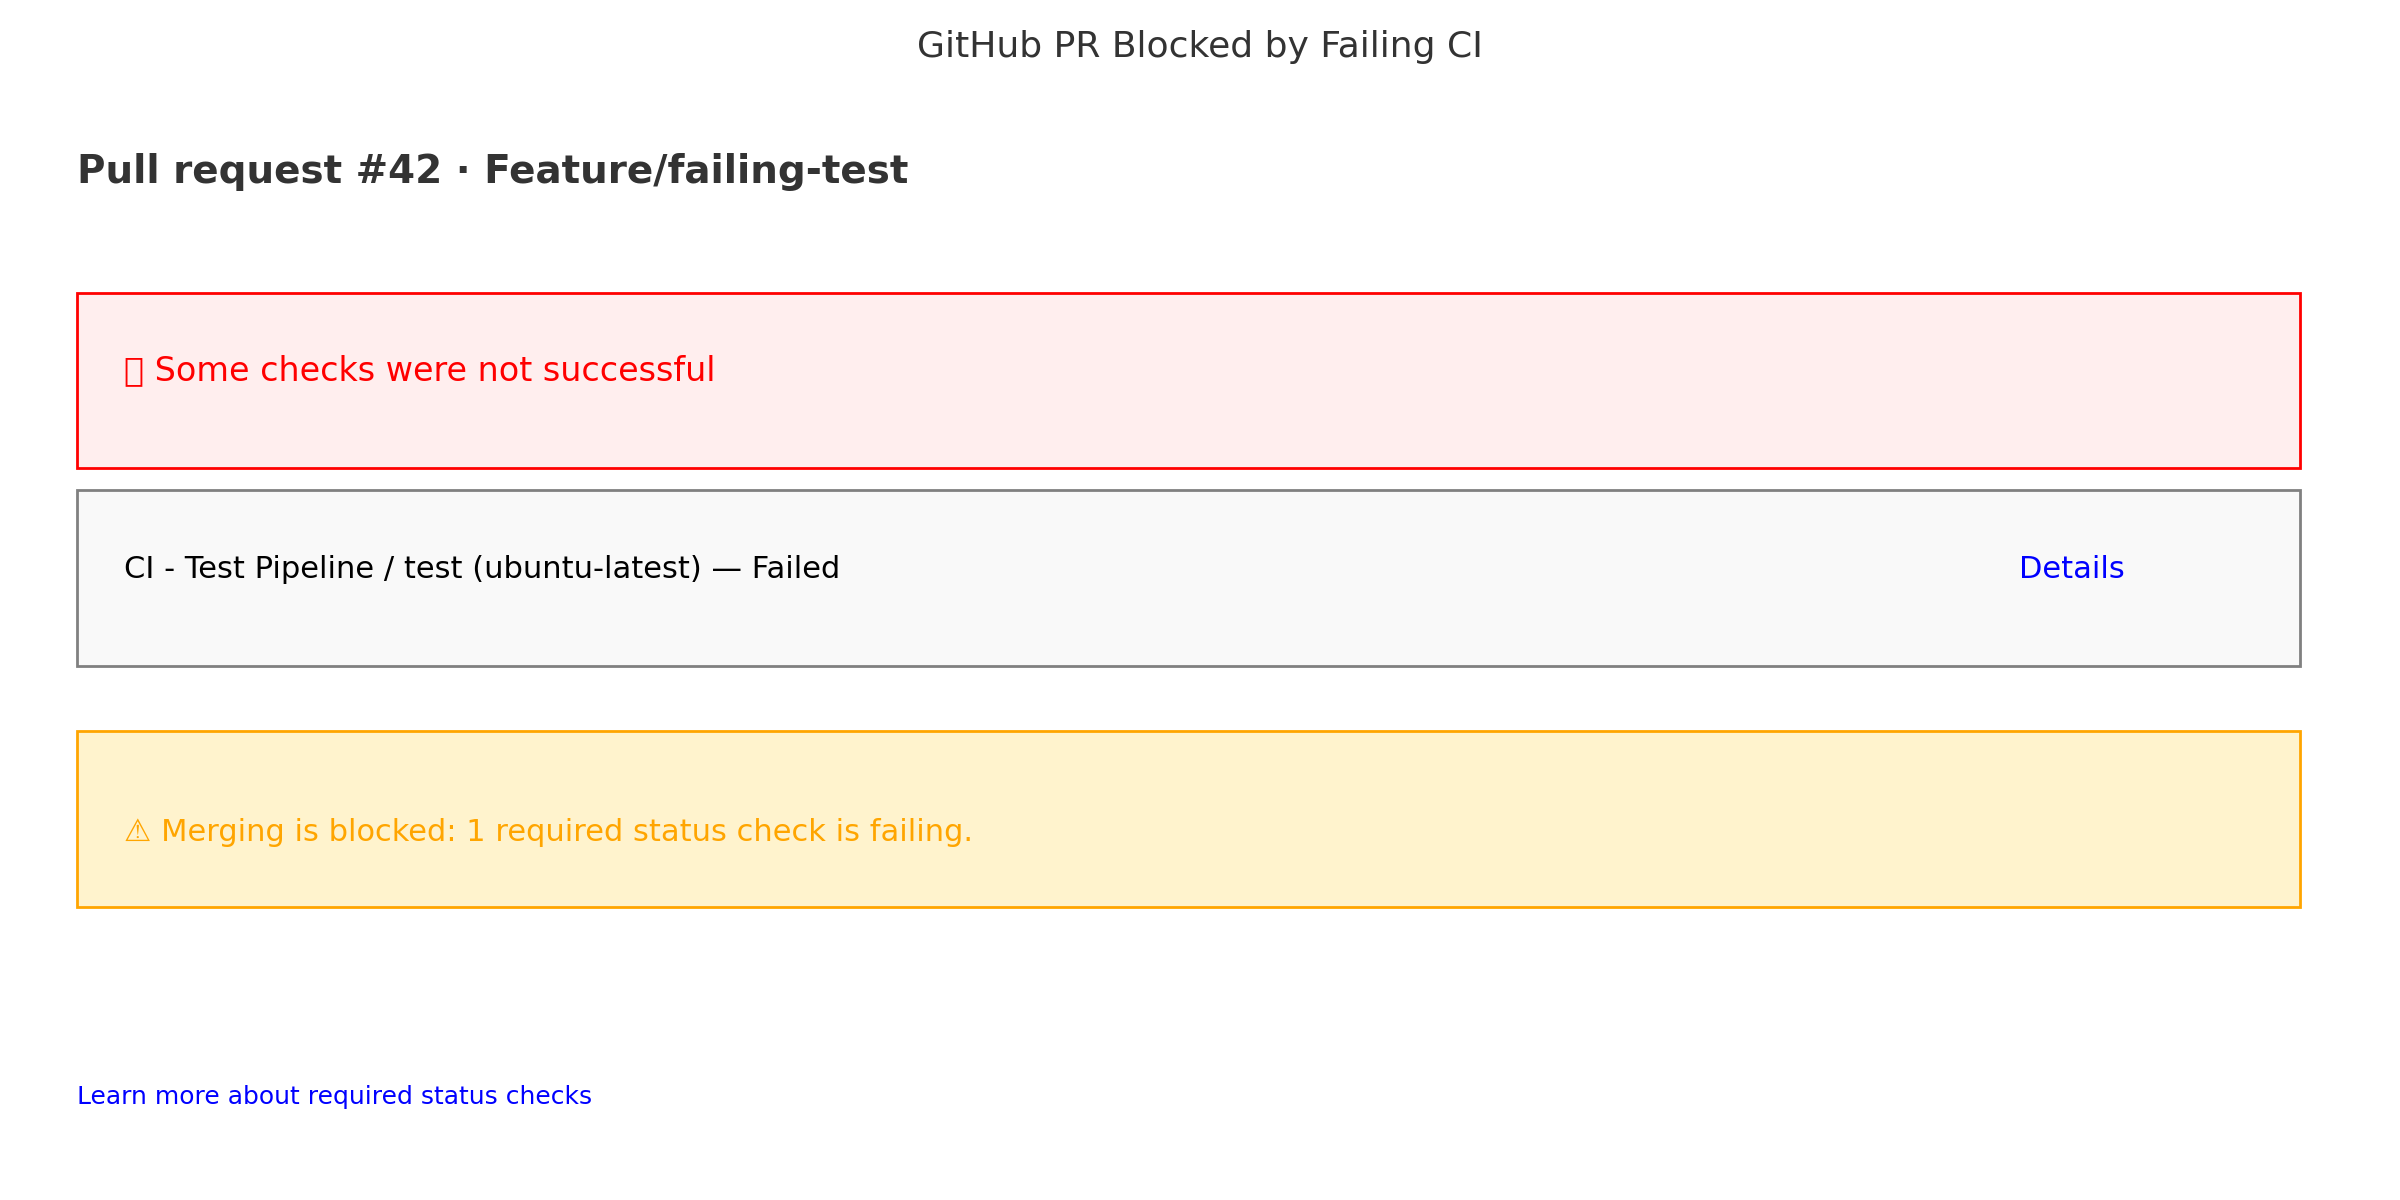 GitHub PR Blocked by Failing CI
Pull request #42 · Feature/failing-test
Some checks were not successful
CI - Test Pipeline / test (ubuntu-latest) — Failed
Details
⚠ Merging is blocked: 1 required status check is failing.
Learn more about required status checks